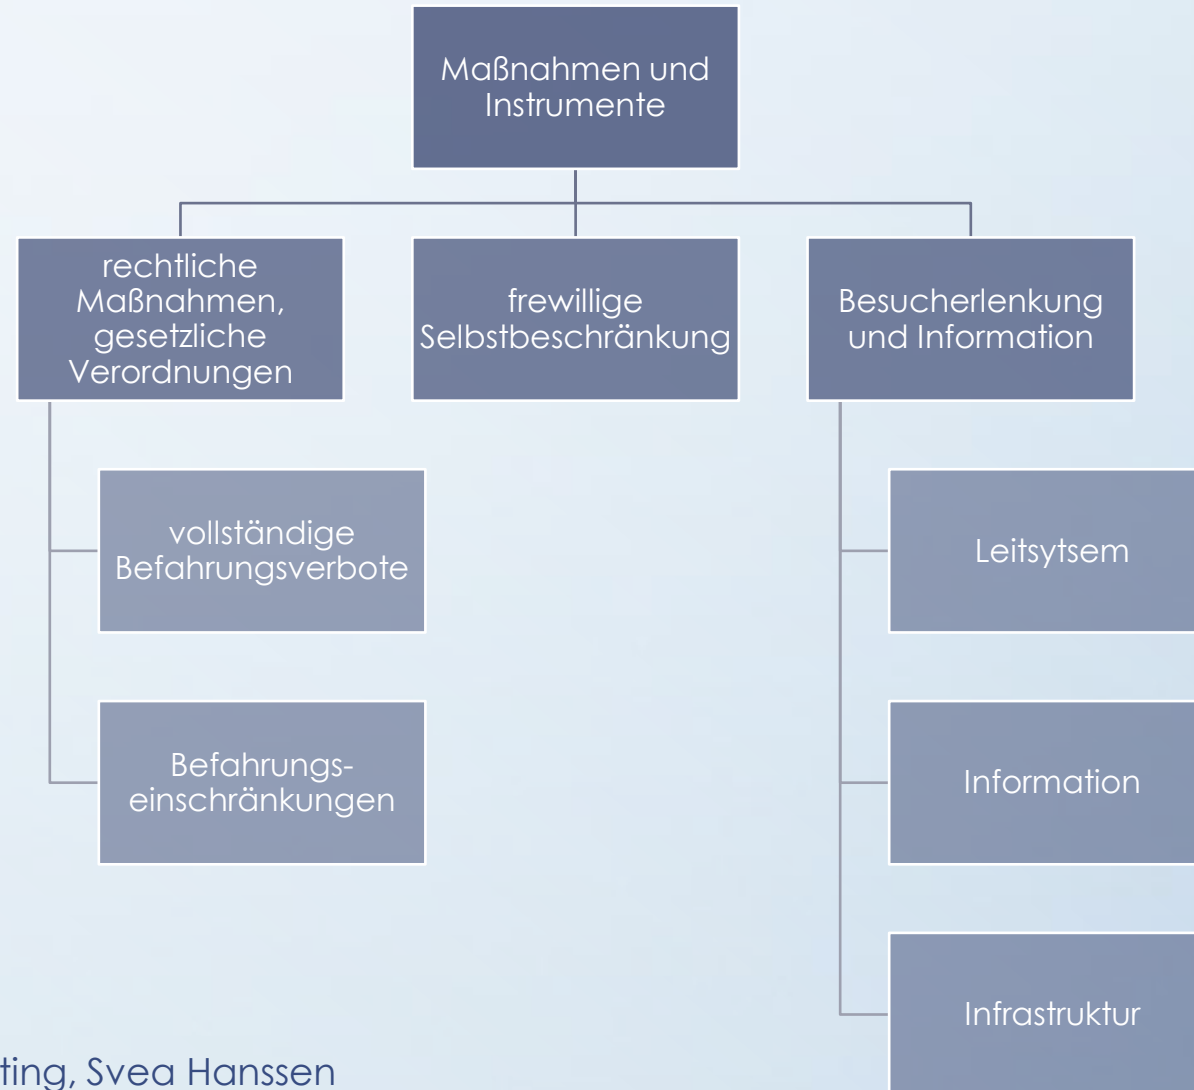 Maßnahmen und
Instrumente
rechtliche
Maßnahmen,
gesetzliche
Verordnungen
frewillige
Selbstbeschränkung
Besucherlenkung
und Information
vollständige
Befahrungsverbote
Befahrungs-
einschränkungen
Leitsytsem
Information
Infrastruktur
ting, Svea Hanssen